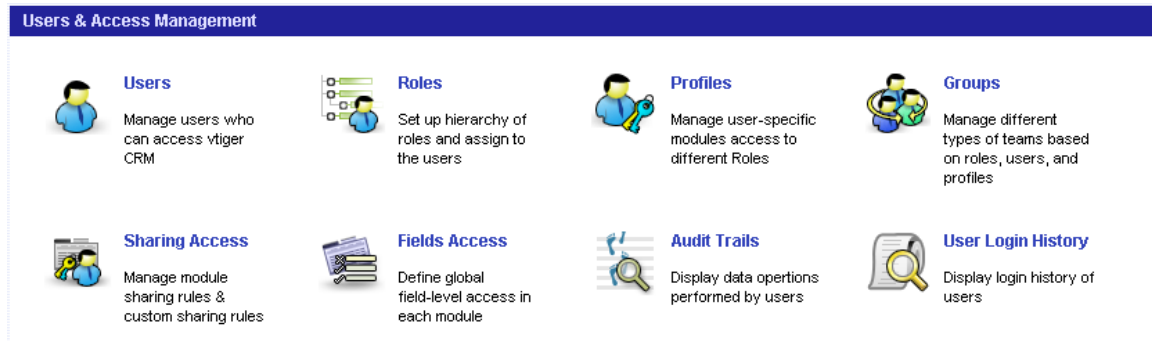 Users & Access Management
Users
Manage users who
can access vtiger
CRM
Roles
Set up hierarchy of
roles and assign to
the users
Profiles
Manage user-specific
modules access to
different Roles
Groups
Manage different
types of teams based
on roles, users, and
profiles
Sharing Access
Manage module
sharing rules &
custom sharing rules
Fields Access
Define global
field-level access in
each module
Audit Trails
Display data opertions
performed by users
User Login History
Display login history of
users